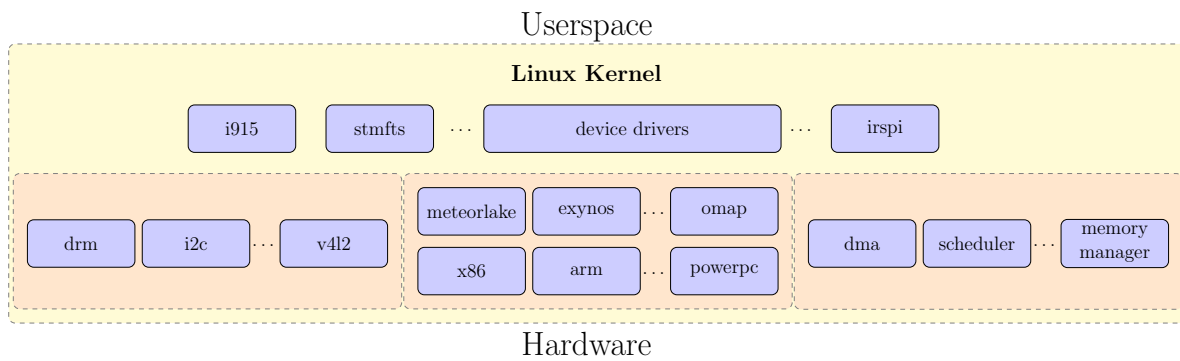 Userspace
Linux Kernel
i915 stmfts ... device drivers ... irspi
meteorlake exynos ... omap
drm i2c ... v4l2
x86 arm ... powerpc
dma scheduler ... memory
manager
Hardware